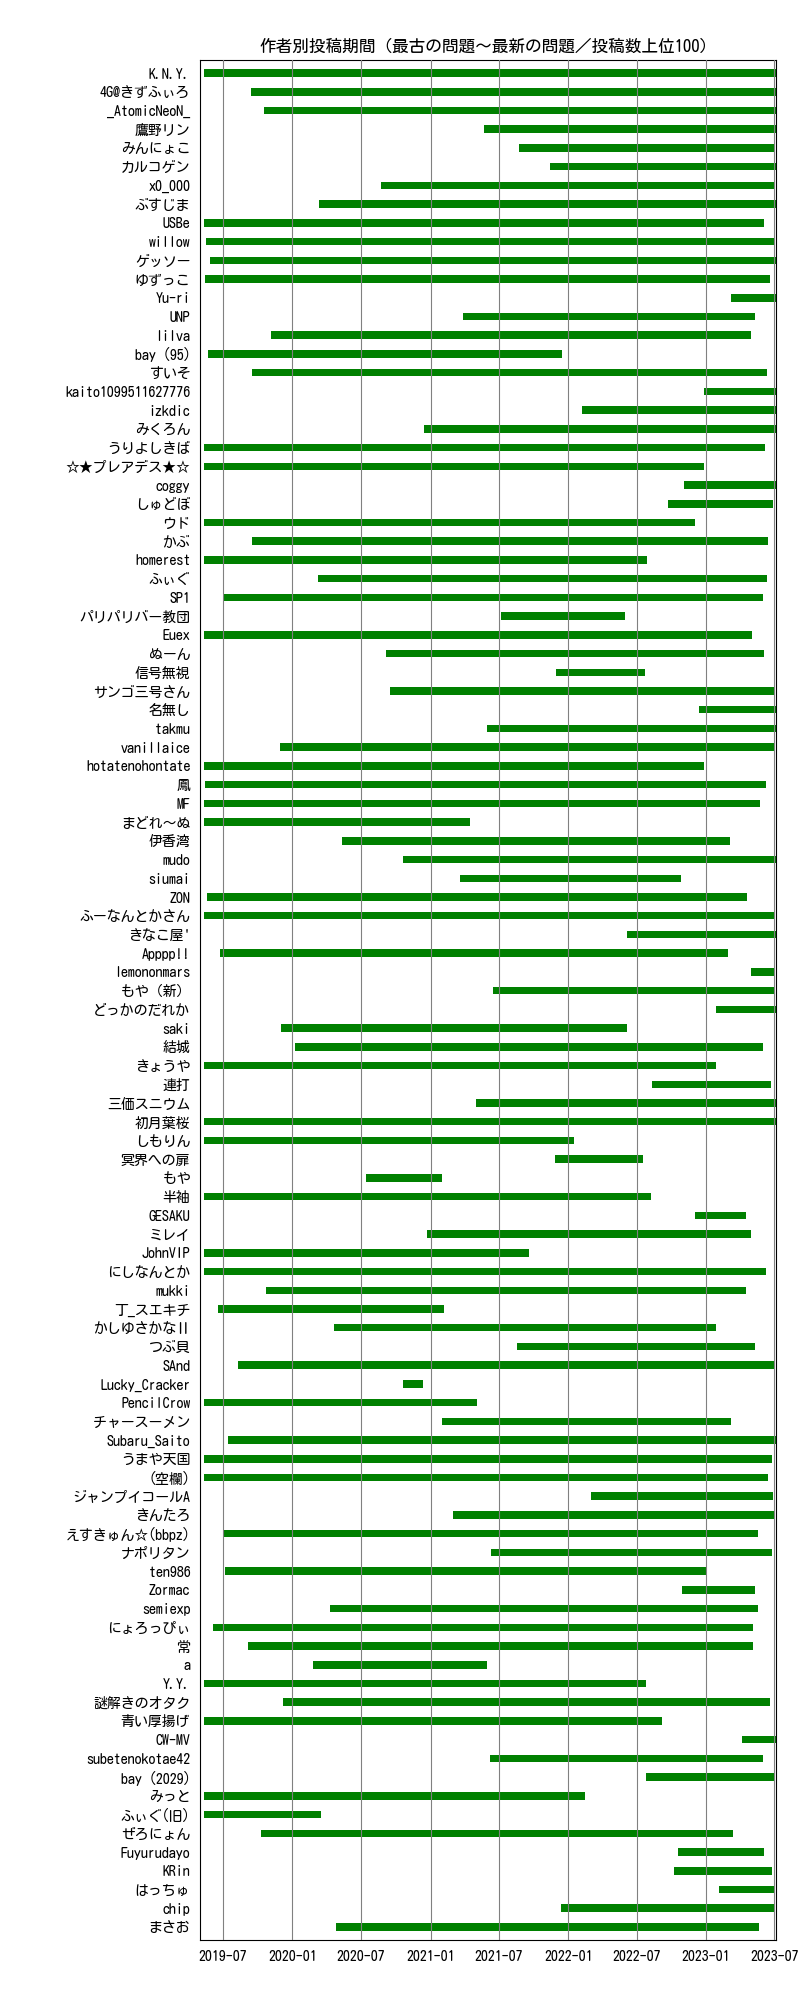 作者別投稿期間（最古の問題～最新の問題／投稿数上位100）
K.N.Y.
4G@きずふぃろ
_AtomicNeoN_
鷹野リン
みんにょこ
カルコゲン
x0_000
ぶすじま
USBe
willow
ゲッソー
ゆずっこ
Yu-ri
UNP
lilva
bay (95)
すいそ
kaito1099511627776
izkdic
みくろん
うりよしきば
☆★プレアデス★☆
coggy
しゅどぼ
ウド
かぶ
homerest
ふぃぐ
SP1
パリパリバー教団
Euex
ぬーん
信号無視
サンゴ三号さん
名無し
takmu
vanillaice
hotatenohontate
鳳
MF
まどれ～ぬ
伊香湾
mudo
siumai
ZON
ふーなんとかさん
きなこ屋'
Appppl!
lemononmars
もや（新）
どっかのだれか
saki
結城
きょうや
連打
三価スニウム
初月葉桜
しもりん
冥界への扉
もや
半袖
GESAKU
ミレイ
JohnVIP
にしなんとか
mukki
丁_スエキチ
かしゆさかなⅡ
つぶ貝
SAnd
Lucky_Cracker
PencilCrow
チャースーメン
Subaru_Saito
うまや天国
(空欄)
ジャンプイコールA
きんたろ
えすきゅん☆(bbpz)
ナポリタン
ten986
Zormac
semiexp
にょろっぴぃ
常
a
Y.Y.
謎解きのオタク
青い厚揚げ
CW-MV
subetenokotae42
bay (2029)
みっと
ふぃぐ(旧)
ぜろにょん
Fuyurudayo
KRin
はっちゅ
chip
まさお
2019-07 2020-01 2020-07 2021-01 2021-07 2022-01 2022-07 2023-01 2023-07